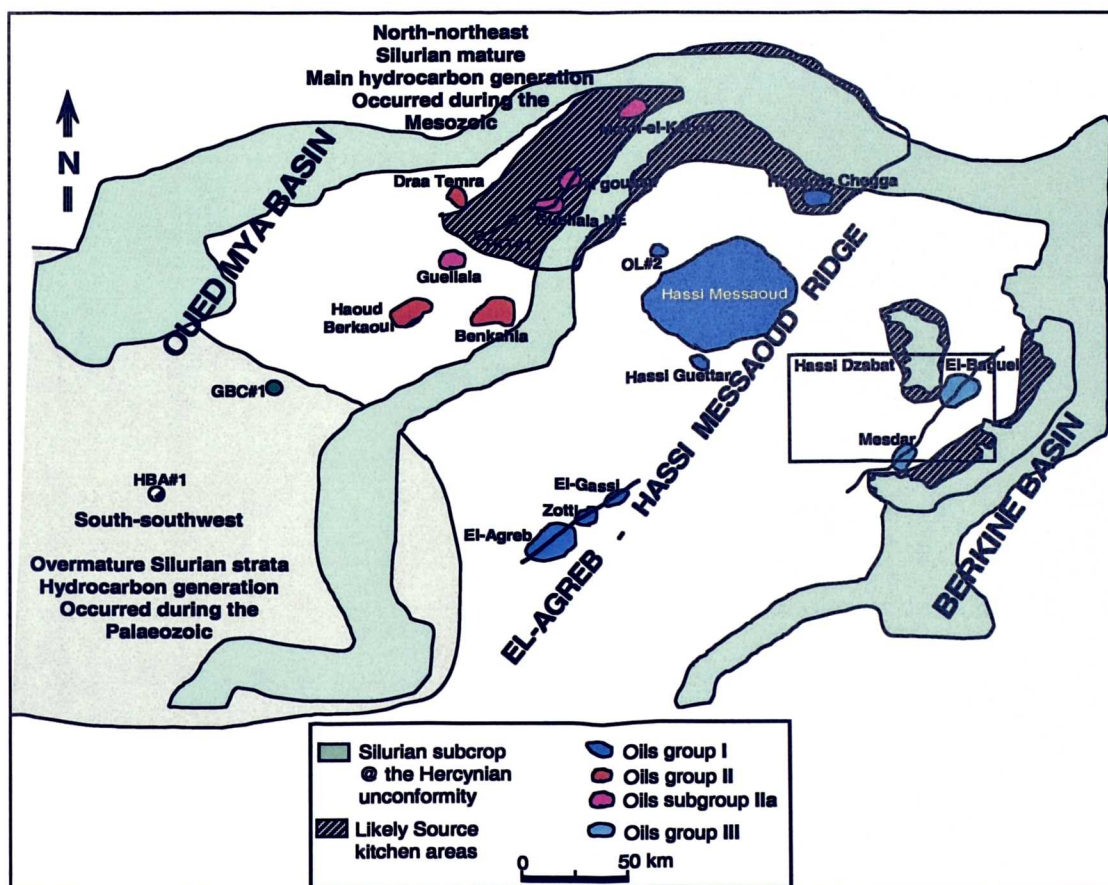 North-northeast
Silurian mature
Main hydrocarbon generation
Occurred during the
Mesozoic
N
OUED MYA BASIN
Draa Temra
Guellala
Haoud
Berkaoui
Benkahla
GBC#1
HBA#1
South-southwest
Overmature Silurian strata
Hydrocarbon generation
Occurred during the
Palaeozoic
NE
Chegga
OL#2
Hassi Messaoud
Hassi Guettar
EL-AGREB - HASSI MESSAOUD RIDGE
El-Gassi
Zotti
El-Agreb
Hassi Dzabat
El-Baguel
Mesdar
BERKINE BASIN
Silurian subcrop
@ the Hercynian
unconformity
Likely Source
kitchen areas
Oils group I
Oils group II
Oils subgroup IIa
Oils group III
0 50 km